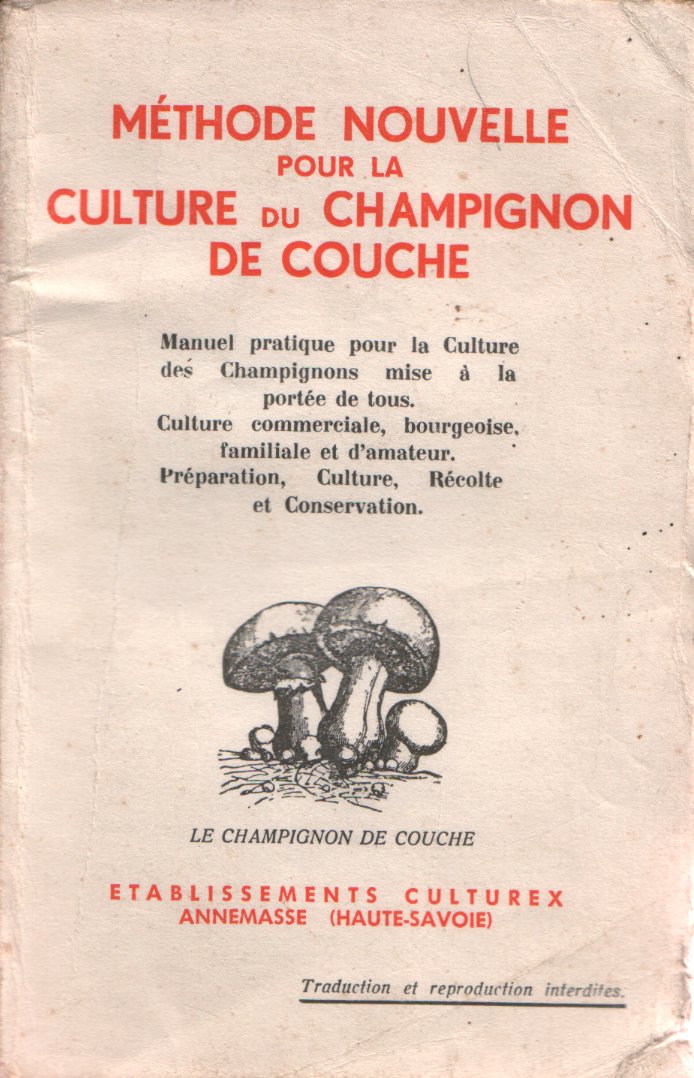 MÉTHODE NOUVELLE
POUR LA
CULTURE DU CHAMPIGNON
DE COUCHE
Manuel pratique pour la Culture
des Champignons mise à la
portée de tous.
Culture commerciale, bourgeoise,
familiale et d'amateur.
Préparation, Culture, Récolte
et Conservation.
LE CHAMPIGNON DE COUCHE
ETABLISSEMENTS CULTUREX
ANNEMASSE (HAUTE-SAVOIE)
Traduction et reproduction interdites.